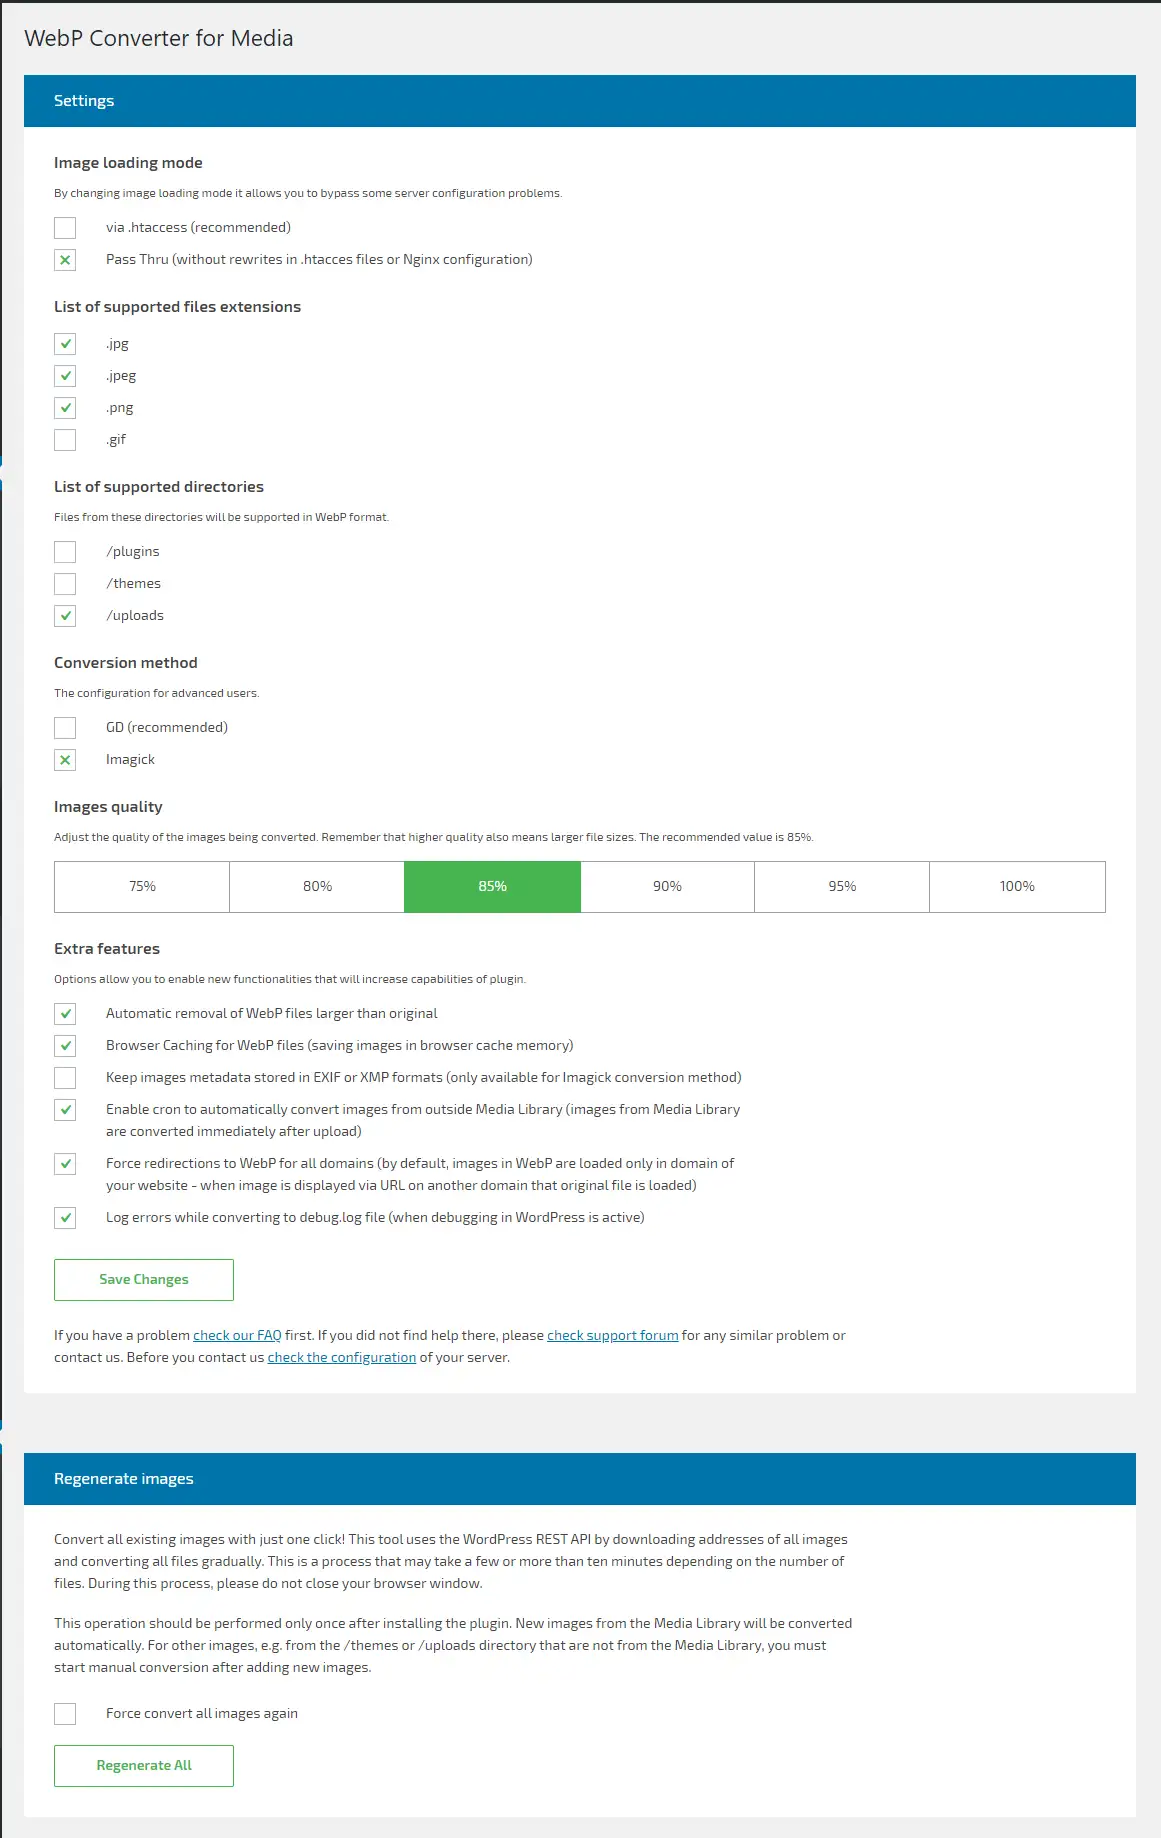 WebP Converter for Media
Settings
Image loading mode
By changing image loading mode it allows you to bypass some server configuration problems.
via .htaccess (recommended)
Pass Thru (without rewrites in .htacces files or Nginx configuration)
List of supported files extensions
.jpg
.jpeg
.png
.gif
List of supported directories
Files from these directories will be supported in WebP format.
/plugins
/themes
/uploads
Conversion method
The configuration for advanced users.
GD (recommended)
Imagick
Images quality
Adjust the quality of the images being converted. Remember that higher quality also means larger file sizes. The recommended value is 85%.
75% 80% 85% 90% 95% 100%
Extra features
Options allow you to enable new functionalities that will increase capabilities of plugin.
Automatic removal of WebP files larger than original
Browser Caching for WebP files (saving images in browser cache memory)
Keep images metadata stored in EXIF or XMP formats (only available for Imagick conversion method)
Enable cron to automatically convert images from outside Media Library (images from Media Library
are converted immediately after upload)
Force redirections to WebP for all domains (by default, images in WebP are loaded only in domain of
your website - when image is displayed via URL on another domain that original file is loaded)
Log errors while converting to debug.log file (when debugging in WordPress is active)
Save Changes
If you have a problem check our FAQ first. If you did not find help there, please check support forum for any similar problem or
contact us. Before you contact us check the configuration of your server.
Regenerate images
Convert all existing images with just one click! This tool uses the WordPress REST API by downloading addresses of all images
and converting all files gradually. This is a process that may take a few or more than ten minutes depending on the number of
files. During this process, please do not close your browser window.
This operation should be performed only once after installing the plugin. New images from the Media Library will be converted
automatically. For other images, e.g. from the /themes or /uploads directory that are not from the Media Library, you must
start manual conversion after adding new images.
Force convert all images again
Regenerate All